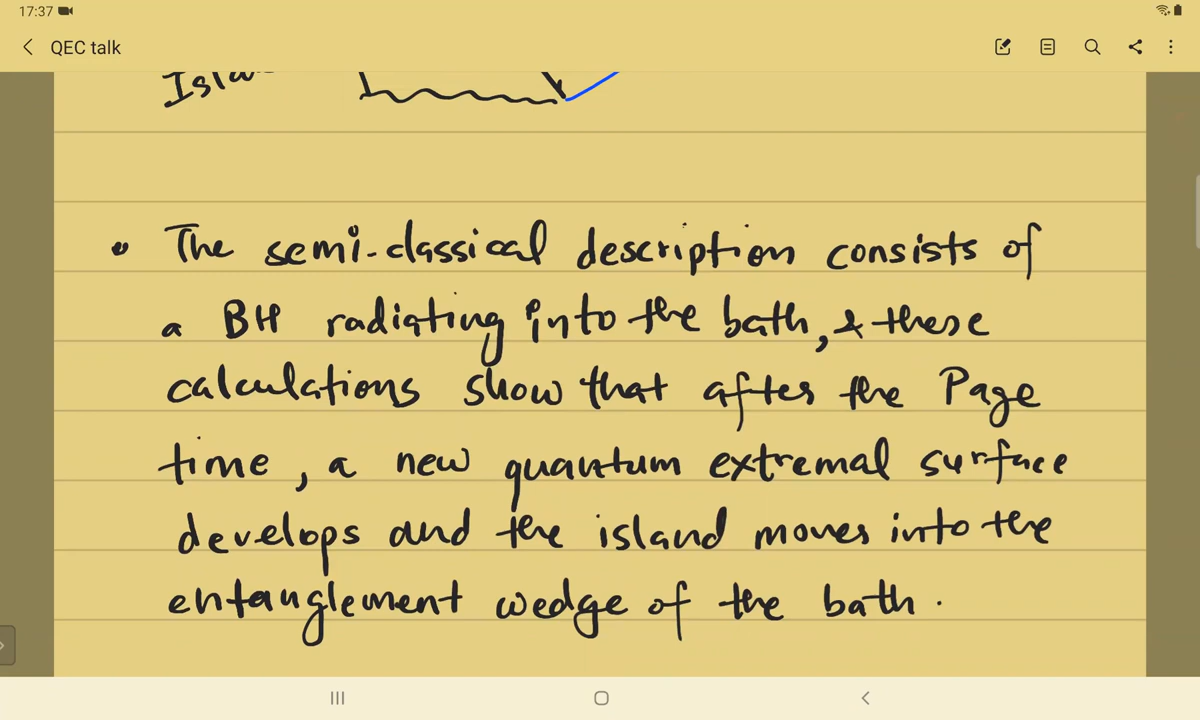 17:37
QEC talk
Island
• The semi-classical description consists of
a BH radiating into the bath, & these
calculations show that after the Page
time, a new quantum extremal surface
develops and the island moves into the
entanglement wedge of the bath.